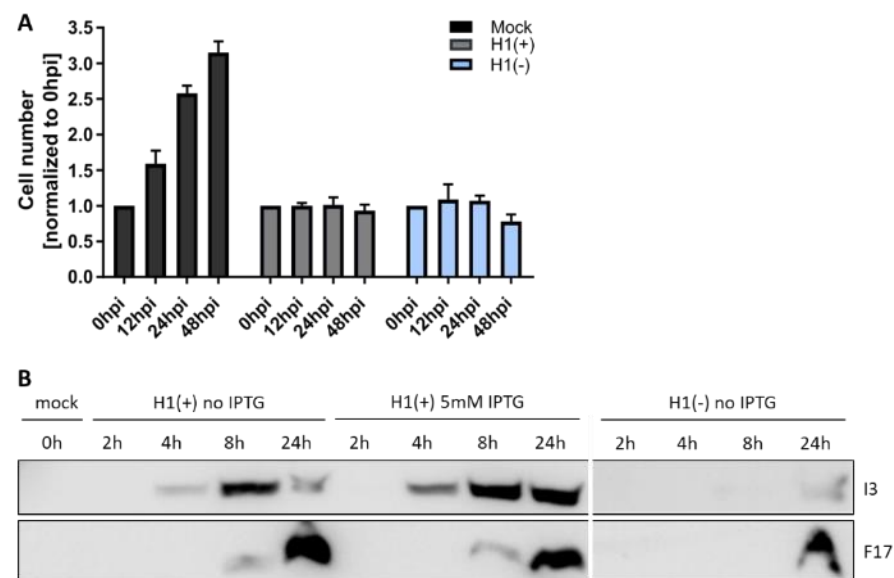 A
Cell number
[normalized to 0hpi]
3.5
3.0
2.5
2.0
1.5
1.0
0.5
0.0
0hpi 12hpi 24hpi 48hpi 0hpi 12hpi 24hpi 48hpi 0hpi 12hpi 24hpi 48hpi
Mock
H1(+)
H1(-)
B
mock H1(+) no IPTG H1(+) 5mM IPTG H1(-) no IPTG
0h 2h 4h 8h 24h 2h 4h 8h 24h 2h 4h 8h 24h
I3
F17